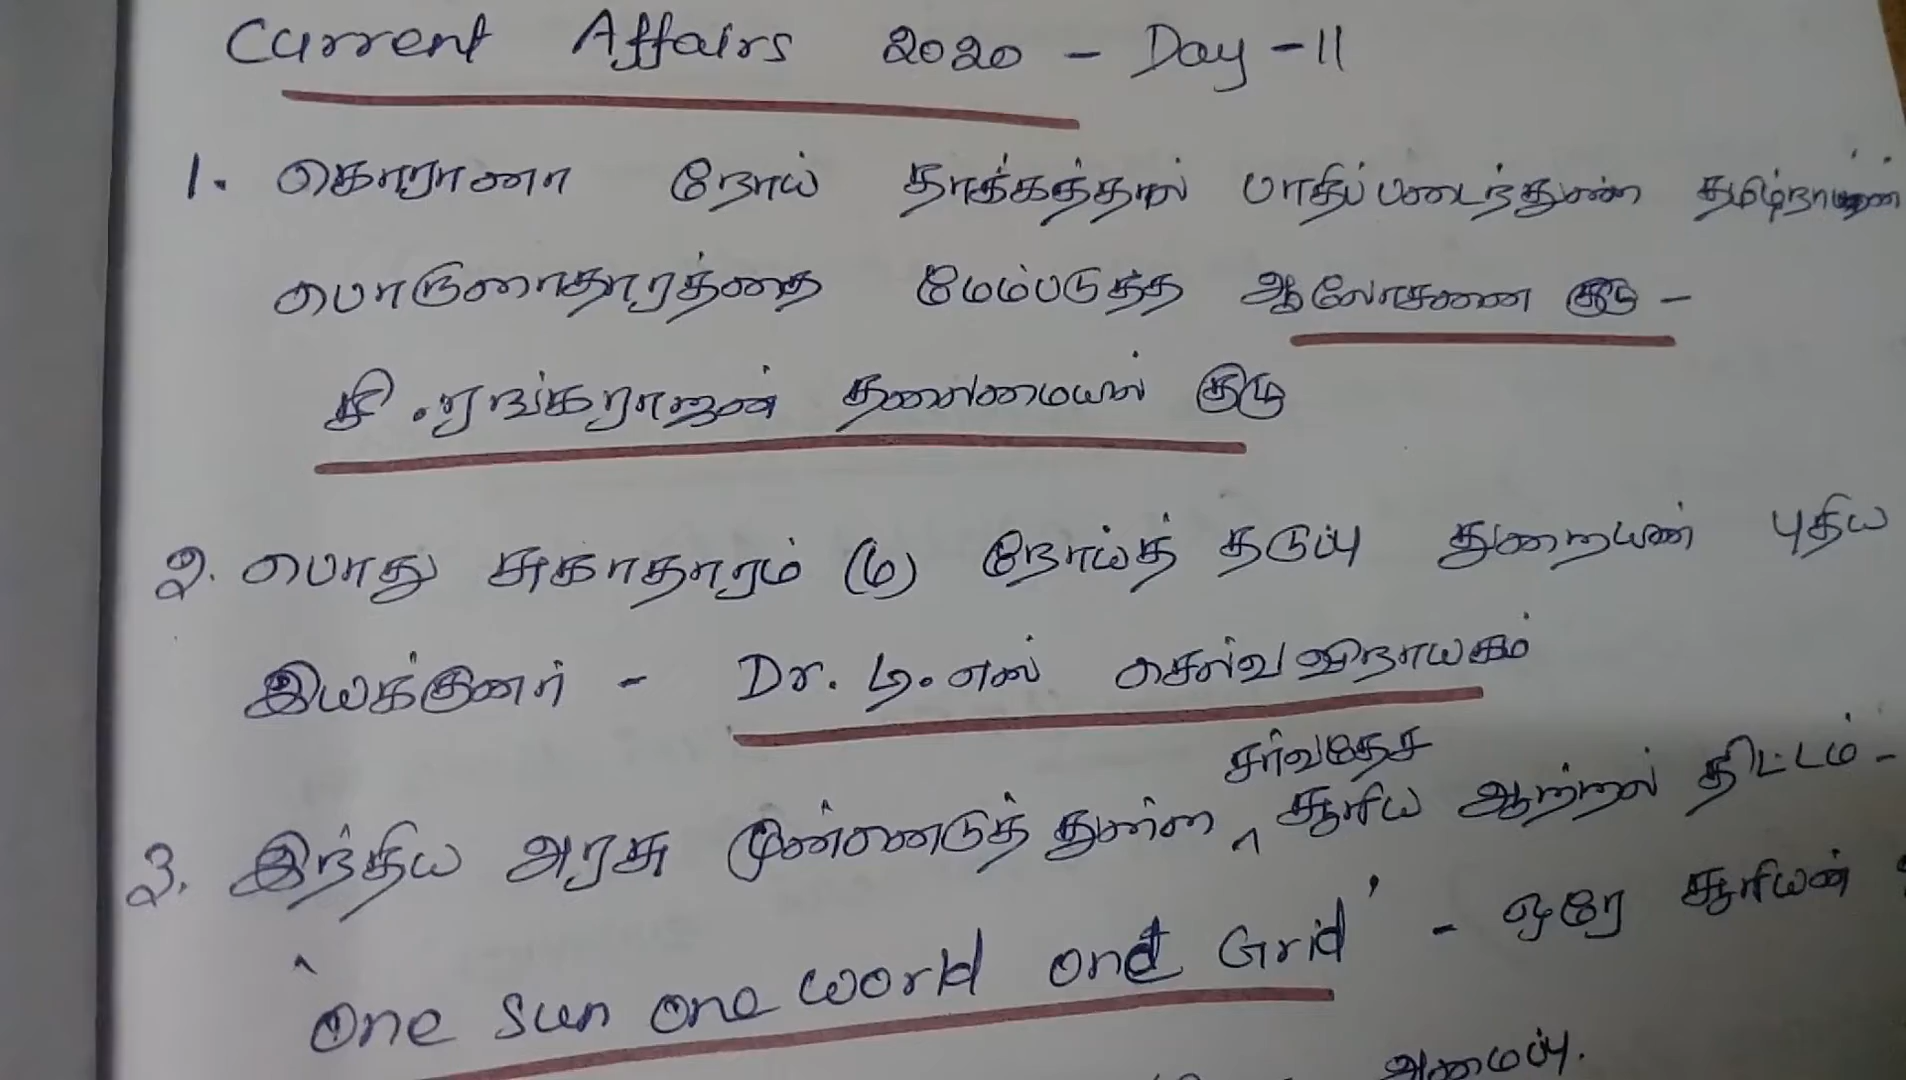 Current Affairs 2020 - Day - 11
1. கொரானா நோய் தாக்கத்தால் பாதிப்படைந்துள்ள
பொருளாதாரத்தை மேம்படுத்த ஆலோசணை குழு -
சி.ரங்கராஜன் தலைமையில் குழு
2. பொது சுகாதாரம் (ம) நோய்த் தடுப்பு துறையின் புதிய
இயக்குனர் - Dr. டி.எஸ் செல்வவிநாயகம்
சர்வதேச
3. இந்திய அரசு முன்னெடுத்துள்ள ^ சூரிய ஆற்றல் திட்டம் -
'One Sun One World One Grid' - ஒரே சூரியன்
அமைப்பு.